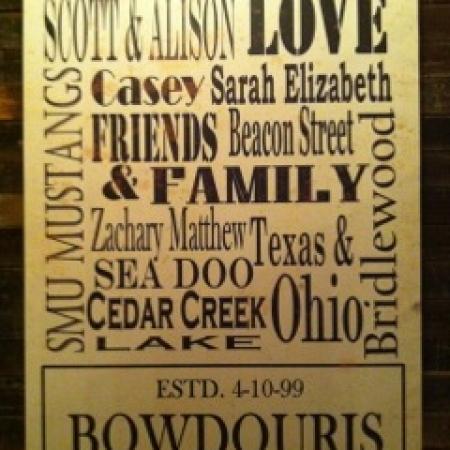 SCOTT & ALISON LOVE
Casey Sarah Elizabeth
FRIENDS Beacon Street
& FAMILY
Zachary Matthew Texas &
SEA DOO
CEDAR CREEK Ohio
LAKE
SMU MUSTANGS
Bridlewood
ESTD. 4-10-99
BOWDOURIS